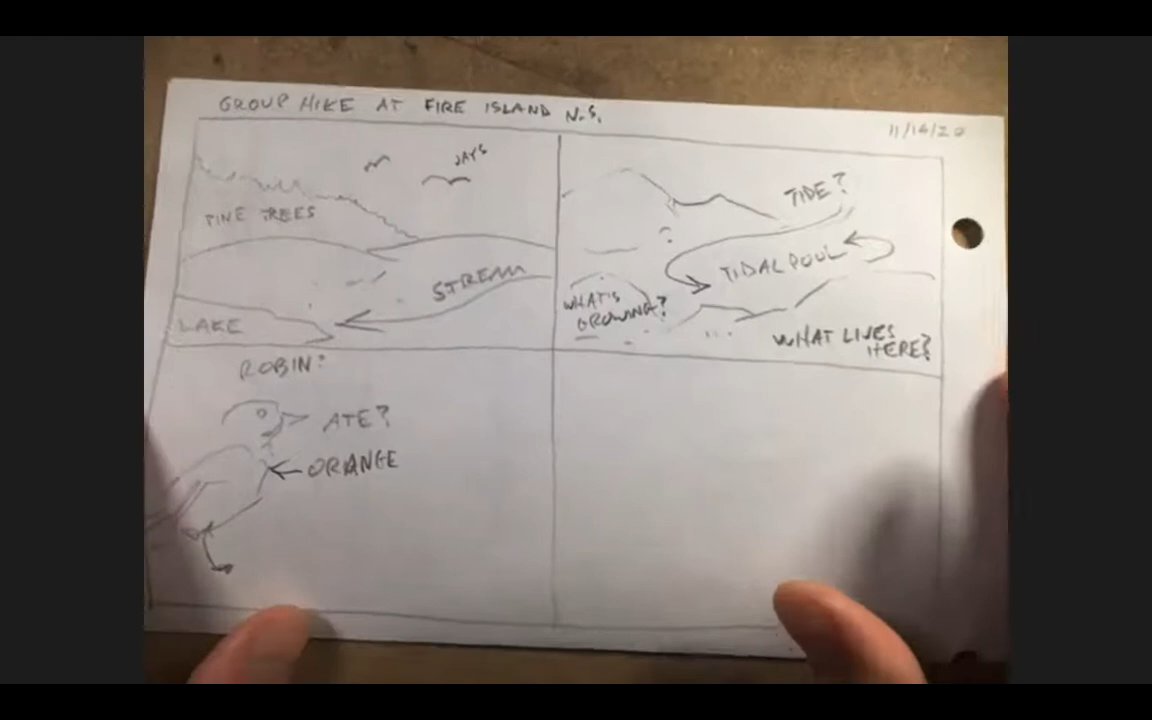 GROUP HIKE AT FIRE ISLAND N.S.
11/14/20
JAYS
PINE TREES
STREAM
LAKE
TIDE?
?
TIDAL POOL
WHAT'S
GROWING?
WHAT LIVES
HERE?
ROBIN?
ATE?
ORANGE